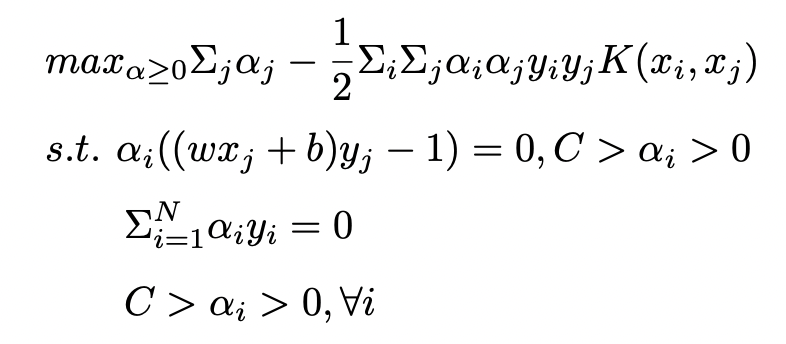 max_{α≥0}Σ_jα_j − \frac{1}{2}Σ_iΣ_jα_iα_jy_iy_jK(x_i, x_j)
s.t. α_i((wx_j + b)y_j − 1) = 0, C > α_i > 0
Σ_{i=1}^{N}α_iy_i = 0
C > α_i > 0, ∀i